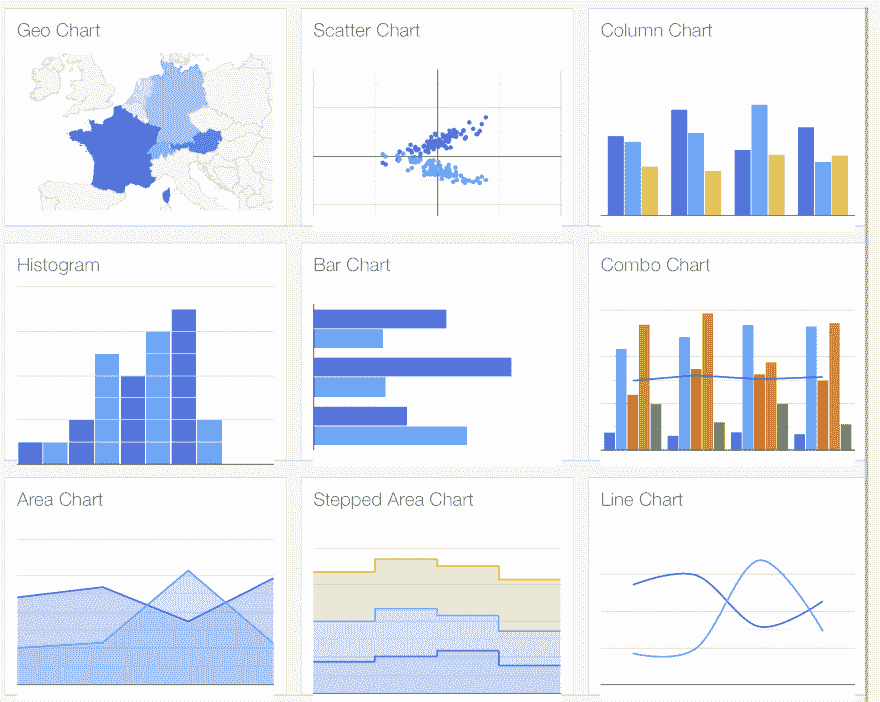 Geo Chart
Scatter Chart
Column Chart
Histogram
Bar Chart
Combo Chart
Area Chart
Stepped Area Chart
Line Chart